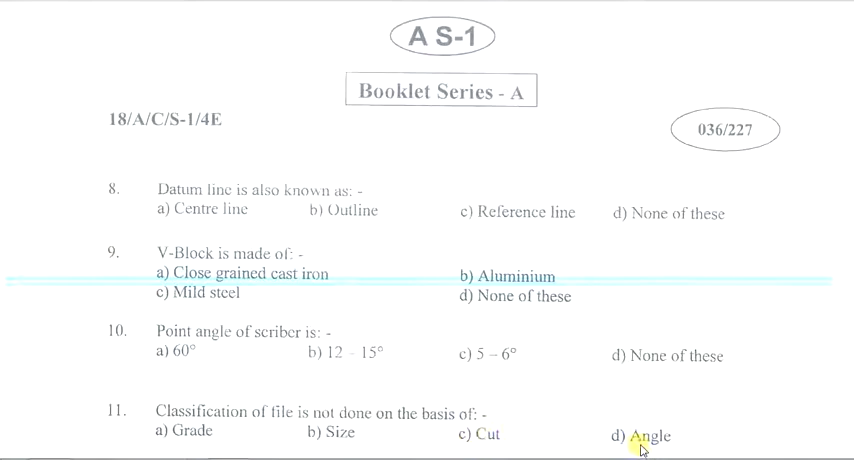 A S-1
Booklet Series - A
18/A/C/S-1/4E
036/227
8. Datum line is also known as: -
a) Centre line b) Outline c) Reference line d) None of these
9. V-Block is made of: -
a) Close grained cast iron b) Aluminium
c) Mild steel d) None of these
10. Point angle of scriber is: -
a) 60° b) 12 - 15° c) 5 – 6° d) None of these
11. Classification of file is not done on the basis of: -
a) Grade b) Size c) Cut d) Angle